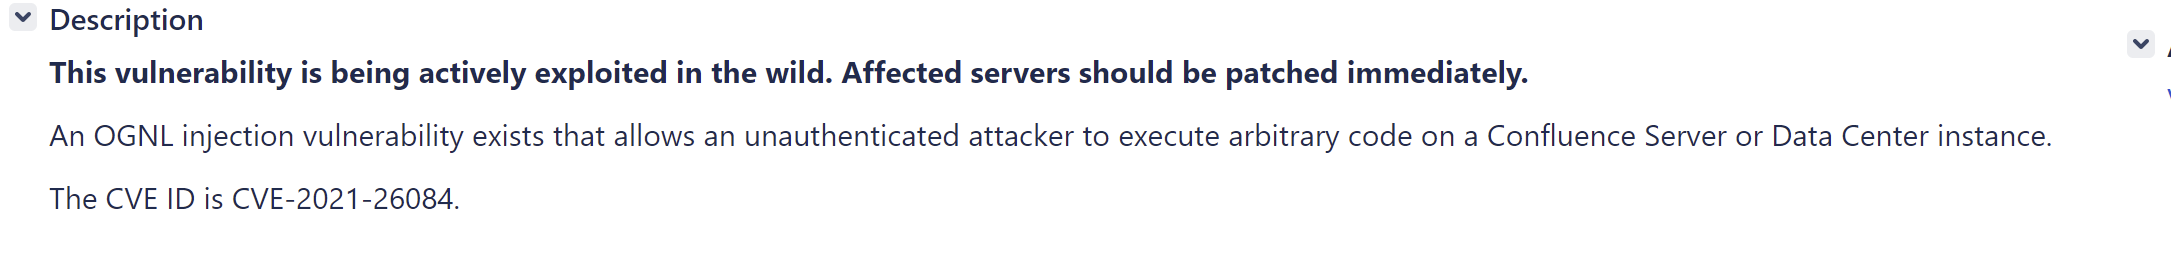 Description
This vulnerability is being actively exploited in the wild. Affected servers should be patched immediately.
An OGNL injection vulnerability exists that allows an unauthenticated attacker to execute arbitrary code on a Confluence Server or Data Center instance.
The CVE ID is CVE-2021-26084.